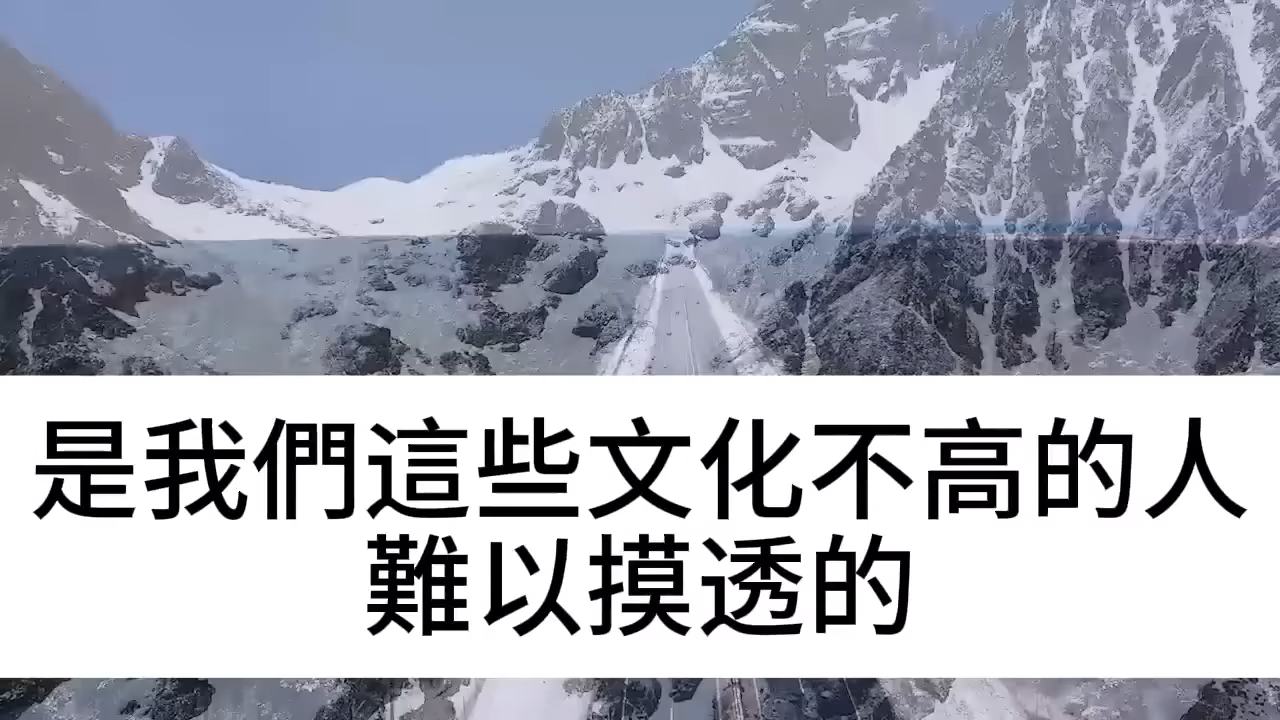 是我們這些文化不高的人
難以摸透的